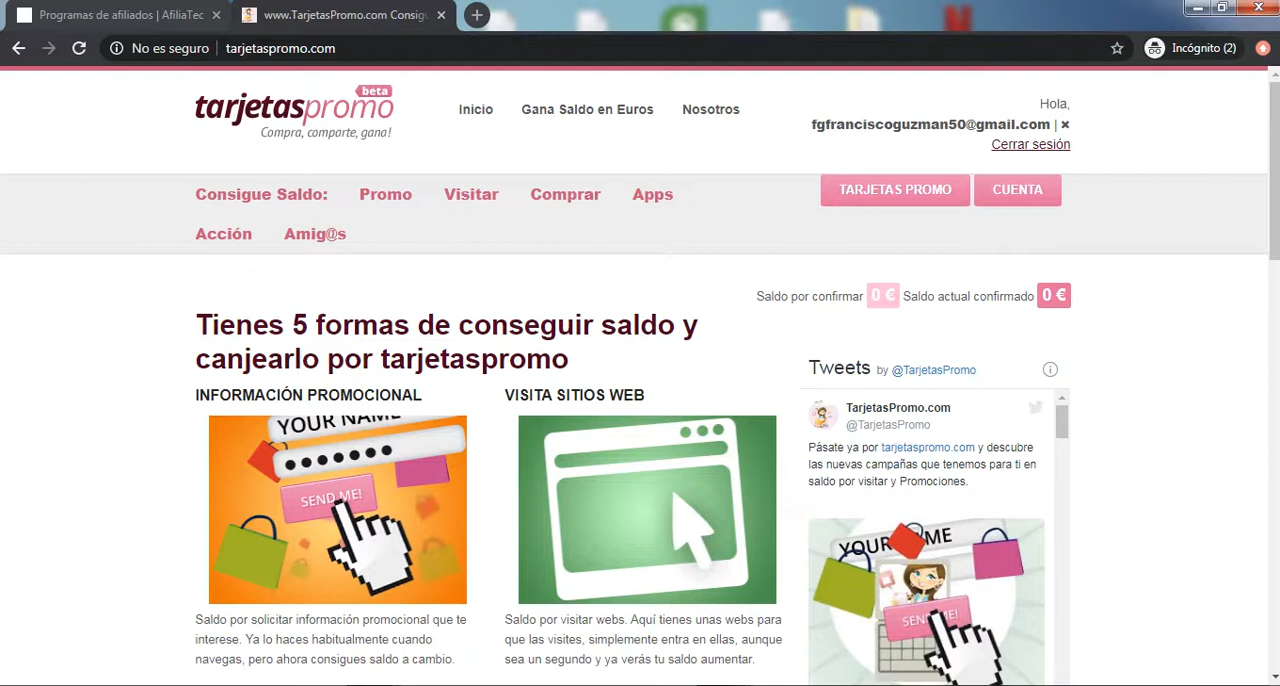 Programas de afiliados | AfiliaTec
www.TarjetasPromo.com Consigu
No es seguro
tarjetaspromo.com
Incógnito (2)
tarjetaspromo
beta
Compra, comparte, gana!
Inicio
Gana Saldo en Euros
Nosotros
Hola,
fgfranciscoguzman50@gmail.com | ×
Cerrar sesión
Consigue Saldo:
Promo
Visitar
Comprar
Apps
TARJETAS PROMO
CUENTA
Acción
Amig@s
Saldo por confirmar 0 € Saldo actual confirmado 0 €
Tienes 5 formas de conseguir saldo y
canjearlo por tarjetaspromo
INFORMACIÓN PROMOCIONAL
YOUR NAME
SEND ME!
Saldo por solicitar información promocional que te
interese. Ya lo haces habitualmente cuando
navegas, pero ahora consigues saldo a cambio.
VISITA SITIOS WEB
Saldo por visitar webs. Aquí tienes unas webs para
que las visites, simplemente entra en ellas, aunque
sea un segundo y ya verás tu saldo aumentar.
Tweets by @TarjetasPromo
TarjetasPromo.com
@TarjetasPromo
Pásate ya por tarjetaspromo.com y descubre
las nuevas campañas que tenemos para ti en
saldo por visitar y Promociones.
YOUR NAME
SEND ME!